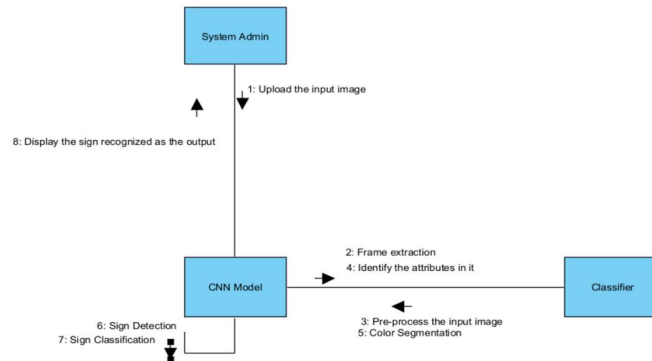 System Admin
1: Upload the input image
8: Display the sign recognized as the output
2: Frame extraction
4: Identify the attributes in it
CNN Model
Classifier
3: Pre-process the input image
5: Color Segmentation
6: Sign Detection
7: Sign Classification